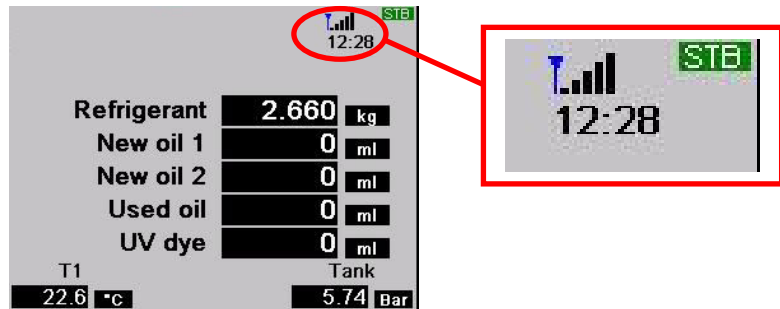 STB
12:28
Refrigerant 2.660 kg
New oil 1 0 ml
New oil 2 0 ml
Used oil 0 ml
UV dye 0 ml
T1 Tank
22.6 °C 5.74 Bar
STB
12:28